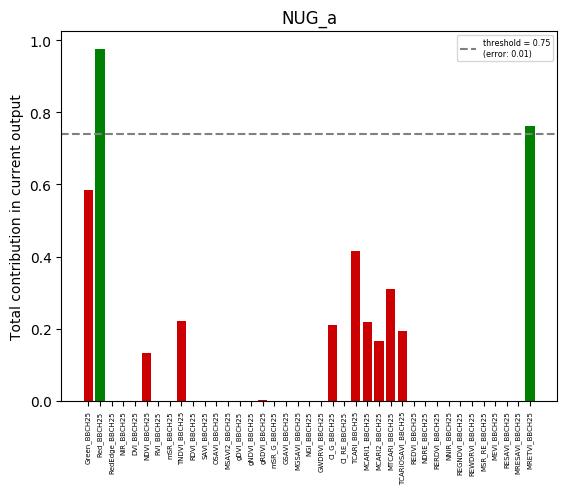 NUG_a
Total contribution in current output
1.0
0.8
0.6
0.4
0.2
0.0
threshold = 0.75
(error: 0.01)
Green_BBCH25
Red_BBCH25
RedEdge_BBCH25
NIR_BBCH25
DVI_BBCH25
NDVI_BBCH25
RVI_BBCH25
mSR_BBCH25
TNDVI_BBCH25
RDVI_BBCH25
SAVI_BBCH25
OSAVI_BBCH25
MSAVI2_BBCH25
gDVI_BBCH25
gNDVI_BBCH25
gRDVI_BBCH25
mSR_G_BBCH25
GSAVI_BBCH25
MGSAVI_BBCH25
NGI_BBCH25
GWDRVI_BBCH25
CI_G_BBCH25
CI_RE_BBCH25
TCARI_BBCH25
MCARI1_BBCH25
MCARI2_BBCH25
MTCARI_BBCH25
TCARIOSAVI_BBCH25
REDVI_BBCH25
NDRE_BBCH25
RERDVI_BBCH25
NNIR_BBCH25
REGNDVI_BBCH25
REWDRVI_BBCH25
MSR_RE_BBCH25
MEVI_BBCH25
RESAVI_BBCH25
MRESAVI_BBCH25
MRETVI_BBCH25